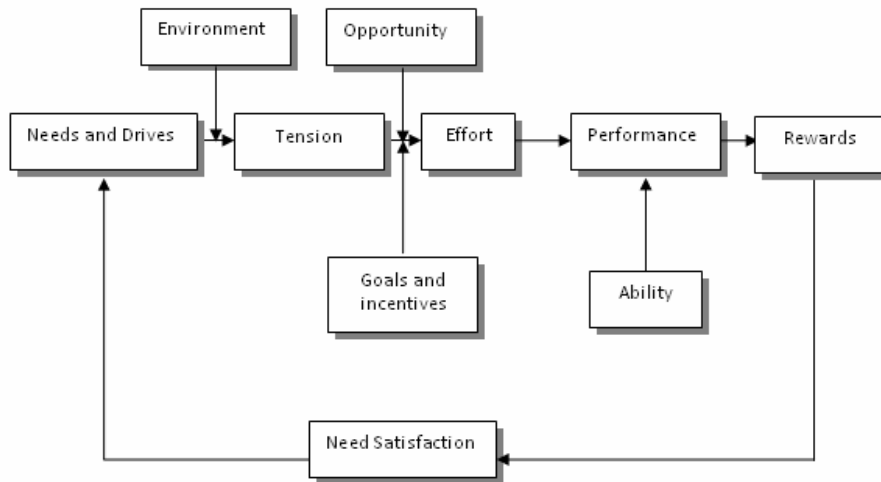 Environment
Opportunity
Needs and Drives
Tension
Effort
Performance
Rewards
Goals and
incentives
Ability
Need Satisfaction